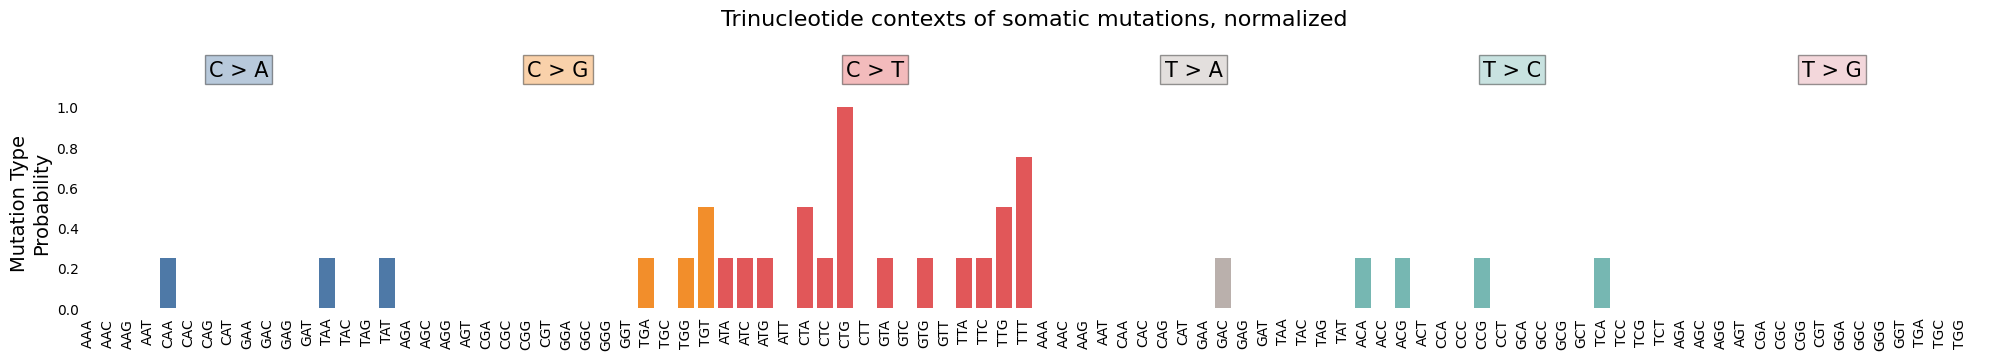 Trinucleotide contexts of somatic mutations, normalized
C > A
C > G
C > T
T > A
T > C
T > G
Mutation Type
Probability
1.0
0.8
0.6
0.4
0.2
0.0
AAA AAC AAG AAT CAA CAC CAG CAT GAA GAC GAG GAT TAA TAC TAG TAT AGA AGC AGG AGT CGA CGC CGG CGT GGA GGC GGG GGT TGA TGC TGG TGT ATA ATC ATG ATT CTA CTC CTG CTT GTA GTC GTG GTT TTA TTC TTG TTT AAA AAC AAG AAT CAA CAC CAG CAT GAA GAC GAG GAT TAA TAC TAG TAT ACA ACC ACG ACT CCA CCC CCG CCT GCA GCC GCG GCT TCA TCC TCG TCT AGA AGC AGG AGT CGA CGC CGG CGT GGA GGC GGG GGT TGA TGC TGG